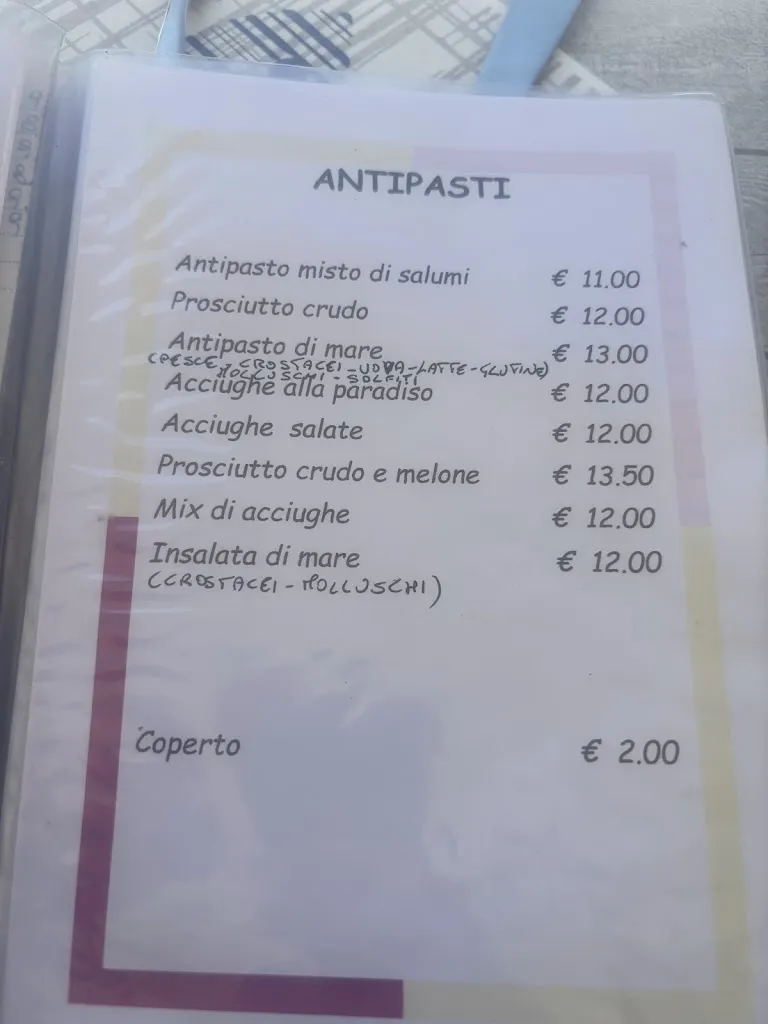 ANTIPASTI
Antipasto misto di salumi € 11.00
Prosciutto crudo € 12.00
Antipasto di mare € 13.00
(PESCE - CROSTACEI - UOVA - LATTE - GLUTINE)
MOLLUSCHI - SOLFITI
Acciughe alla paradiso € 12.00
Acciughe salate € 12.00
Prosciutto crudo e melone € 13.50
Mix di acciughe € 12.00
Insalata di mare € 12.00
(CROSTACEI - MOLLUSCHI)
Coperto € 2.00